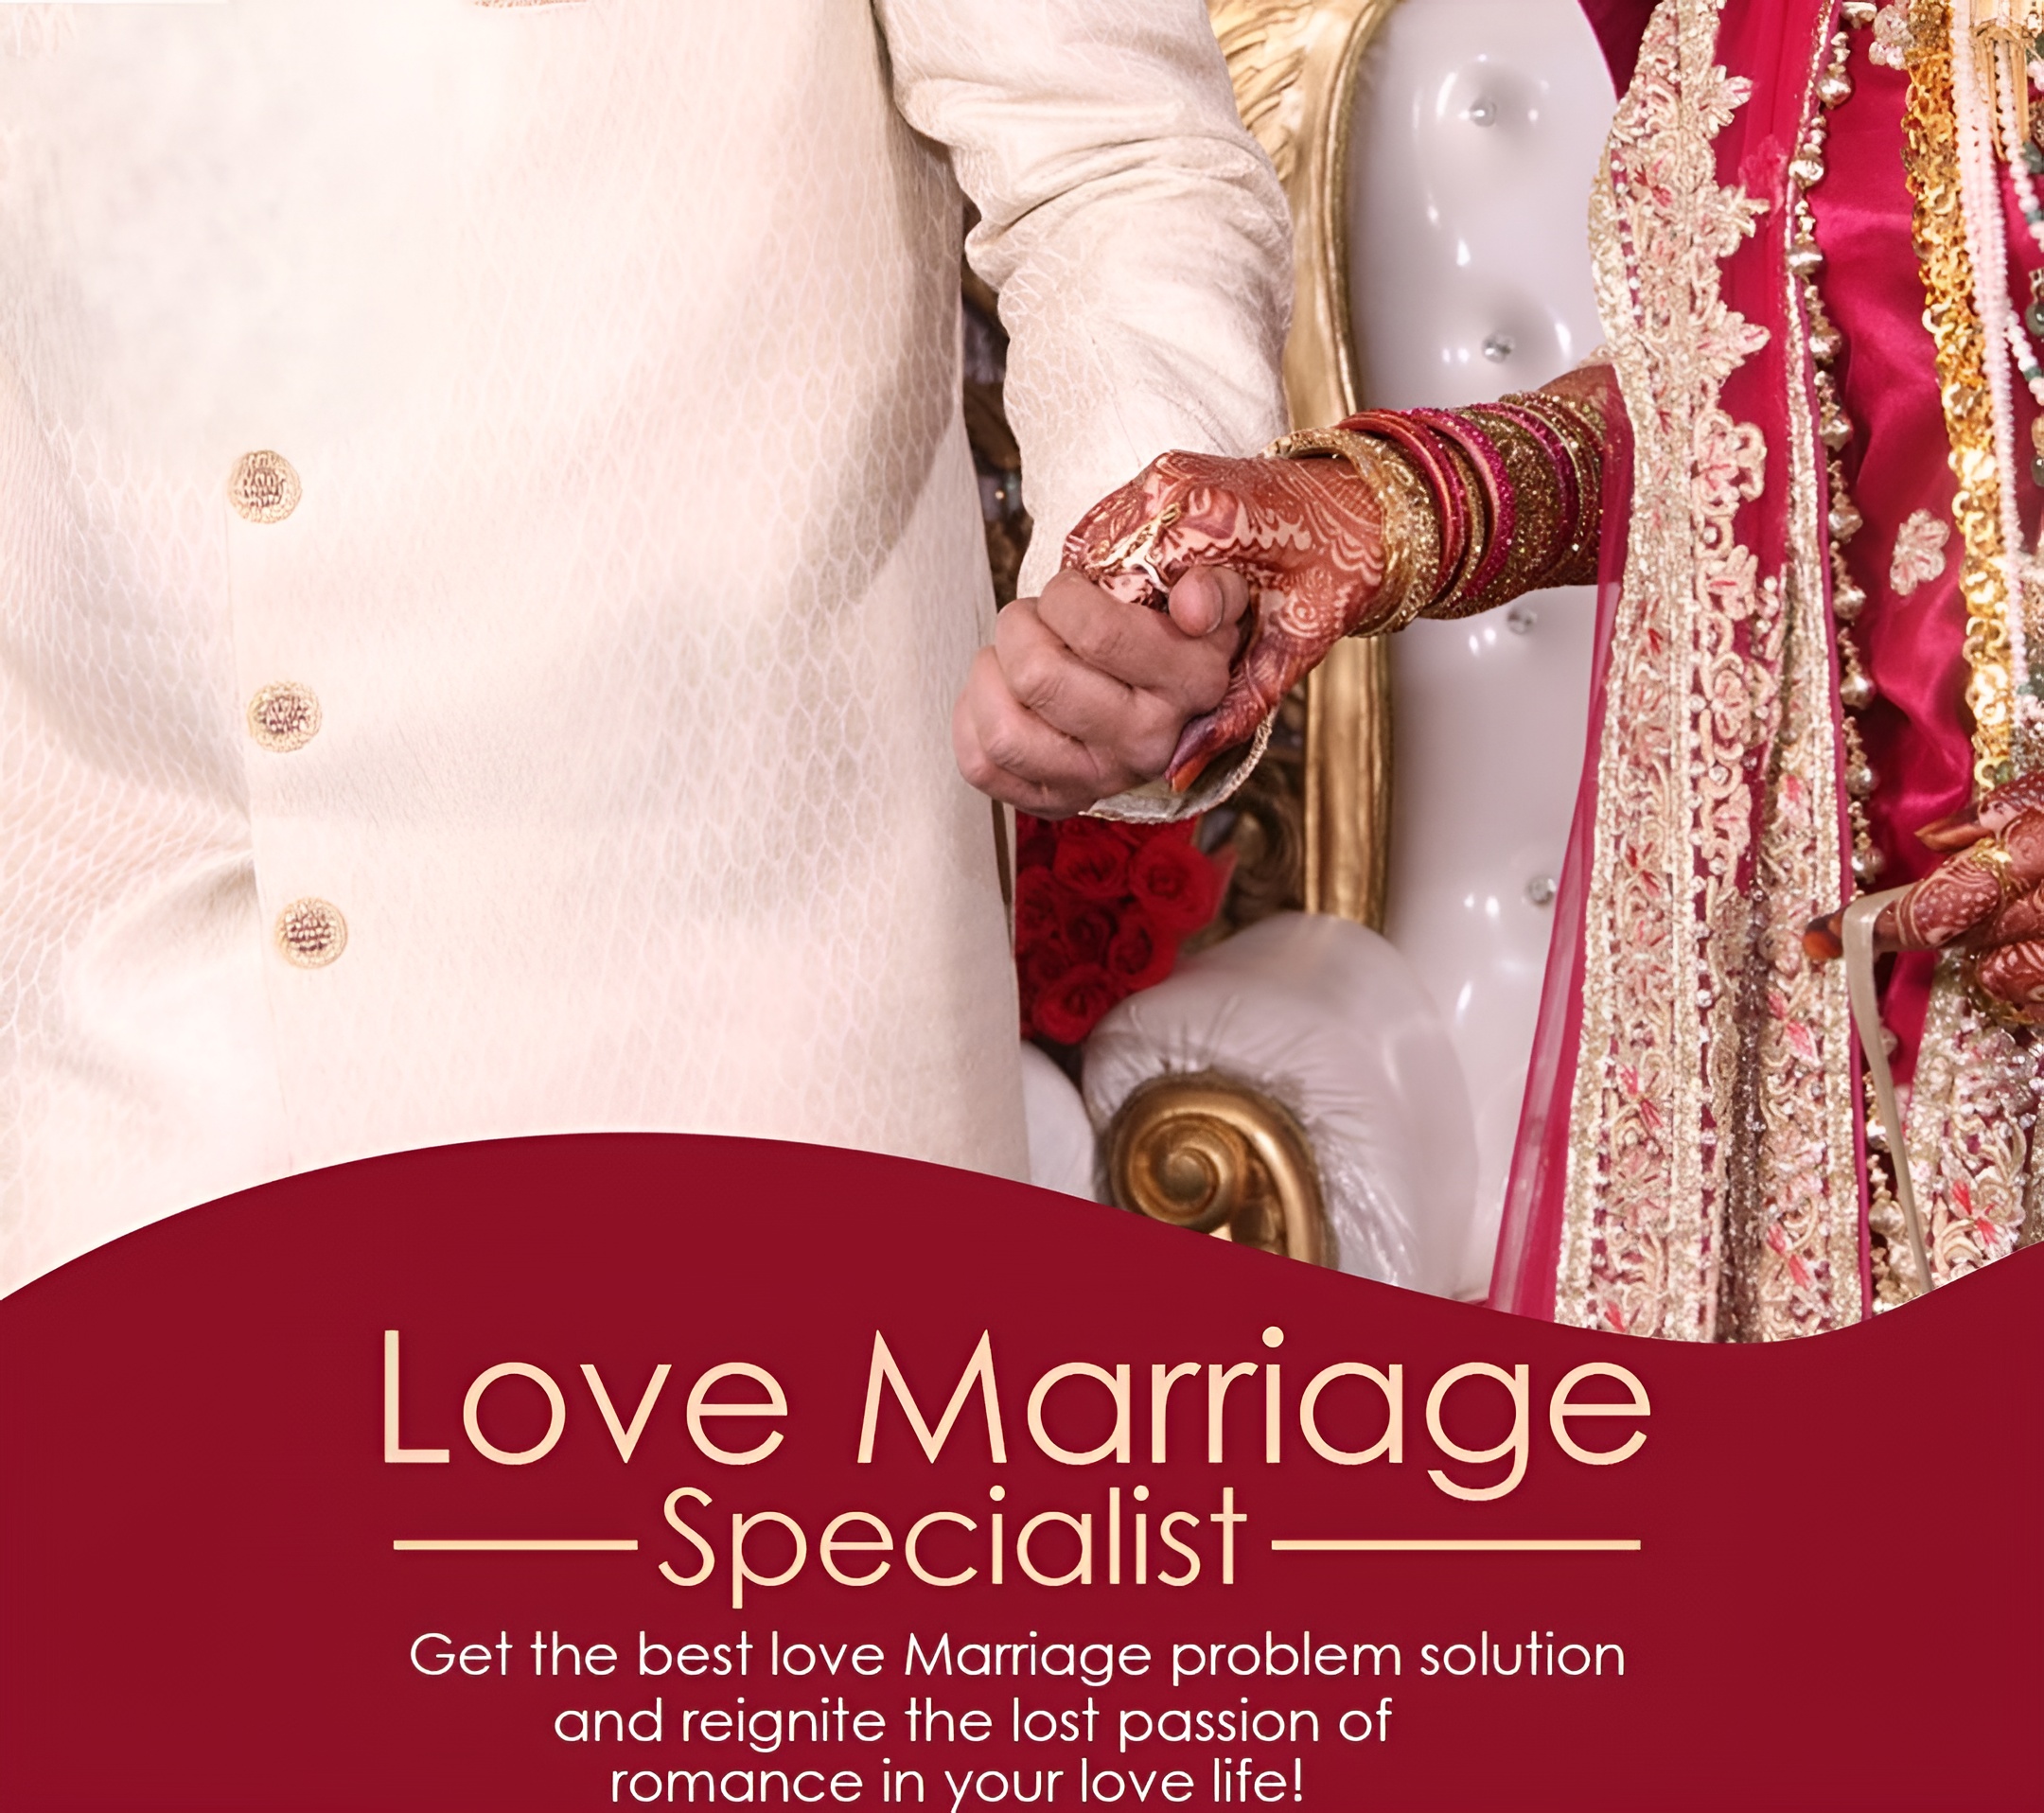 Love Marriage
Specialist
Get the best love Marriage problem solution
and reignite the lost passion of
romance in your love life!